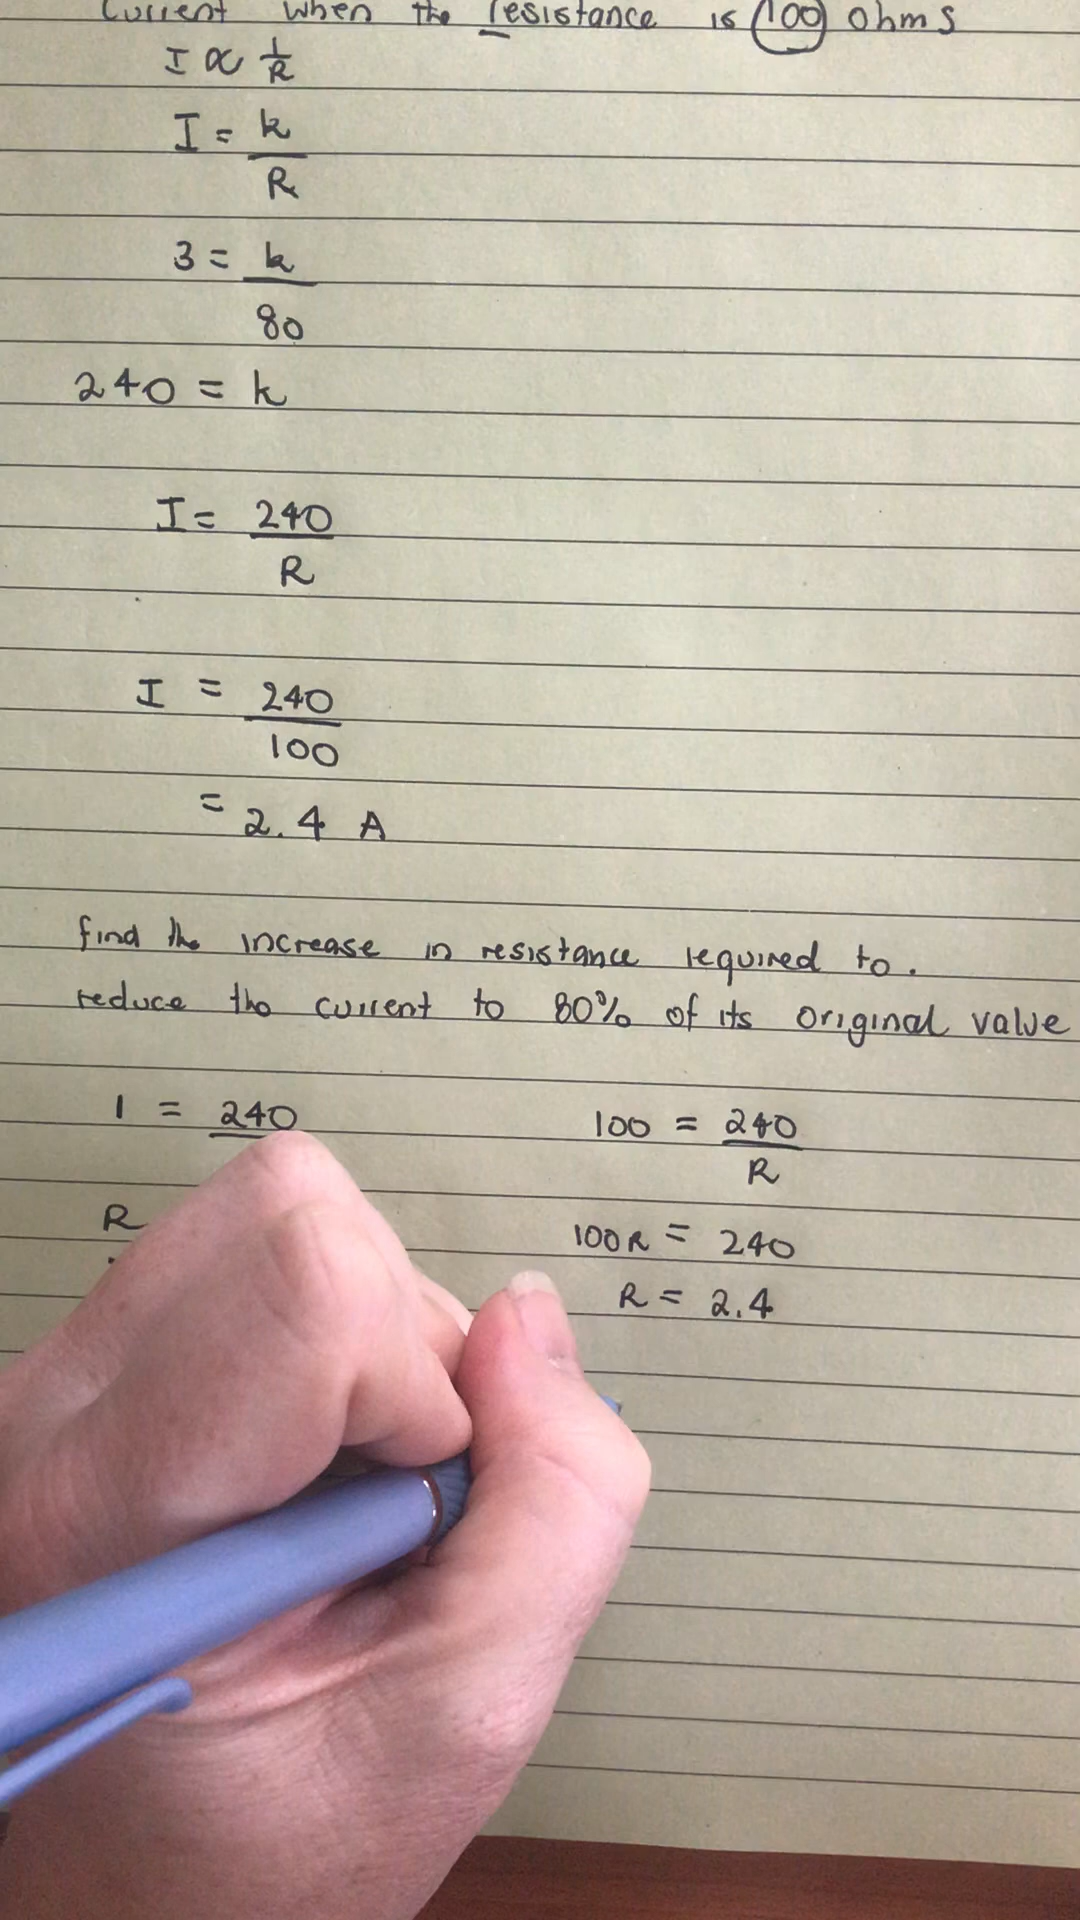 Current when the resistance is 100 ohms
I ∝ 1/R
I = k/R
3 = k/80
240 = k
I = 240/R
I = 240/100
= 2.4 A
find the increase in resistance required to.
reduce the current to 80% of its original value
1 = 240
100 = 240/R
R
100R = 240
R = 2.4